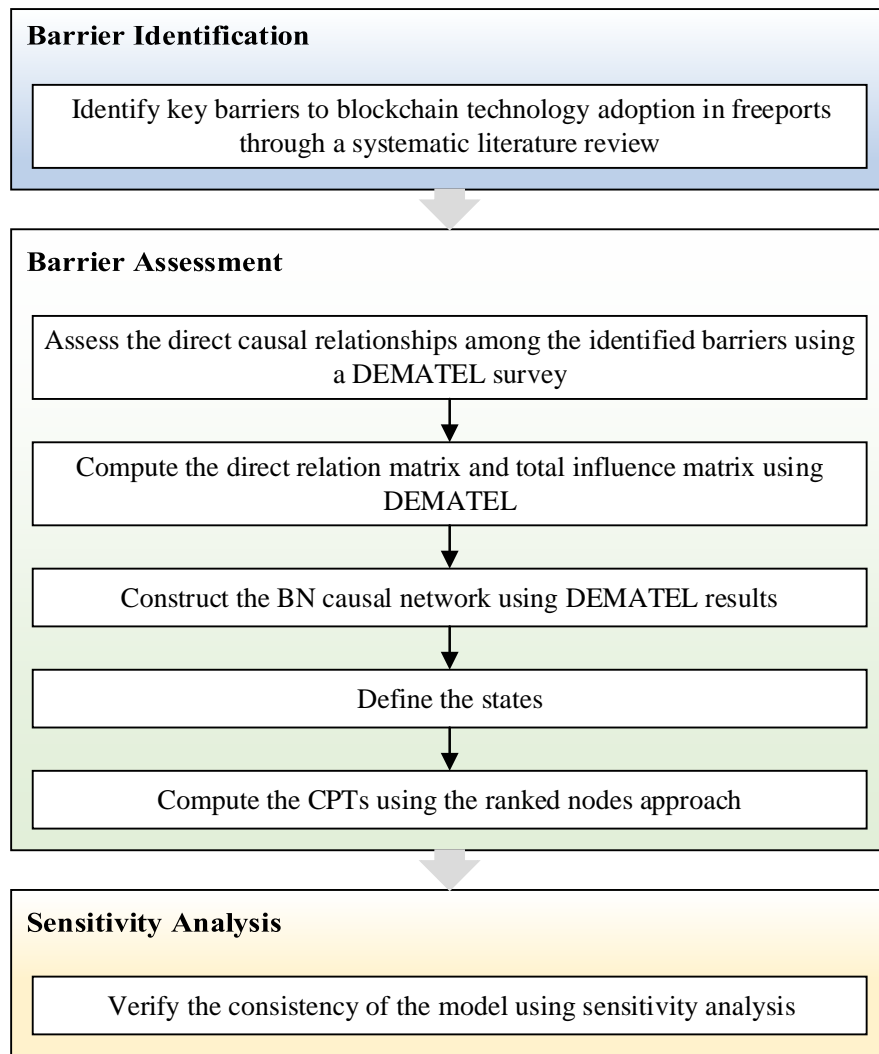 Barrier Identification
Identify key barriers to blockchain technology adoption in freeports
through a systematic literature review
Barrier Assessment
Assess the direct causal relationships among the identified barriers using
a DEMATEL survey
Compute the direct relation matrix and total influence matrix using
DEMATEL
Construct the BN causal network using DEMATEL results
Define the states
Compute the CPTs using the ranked nodes approach
Sensitivity Analysis
Verify the consistency of the model using sensitivity analysis